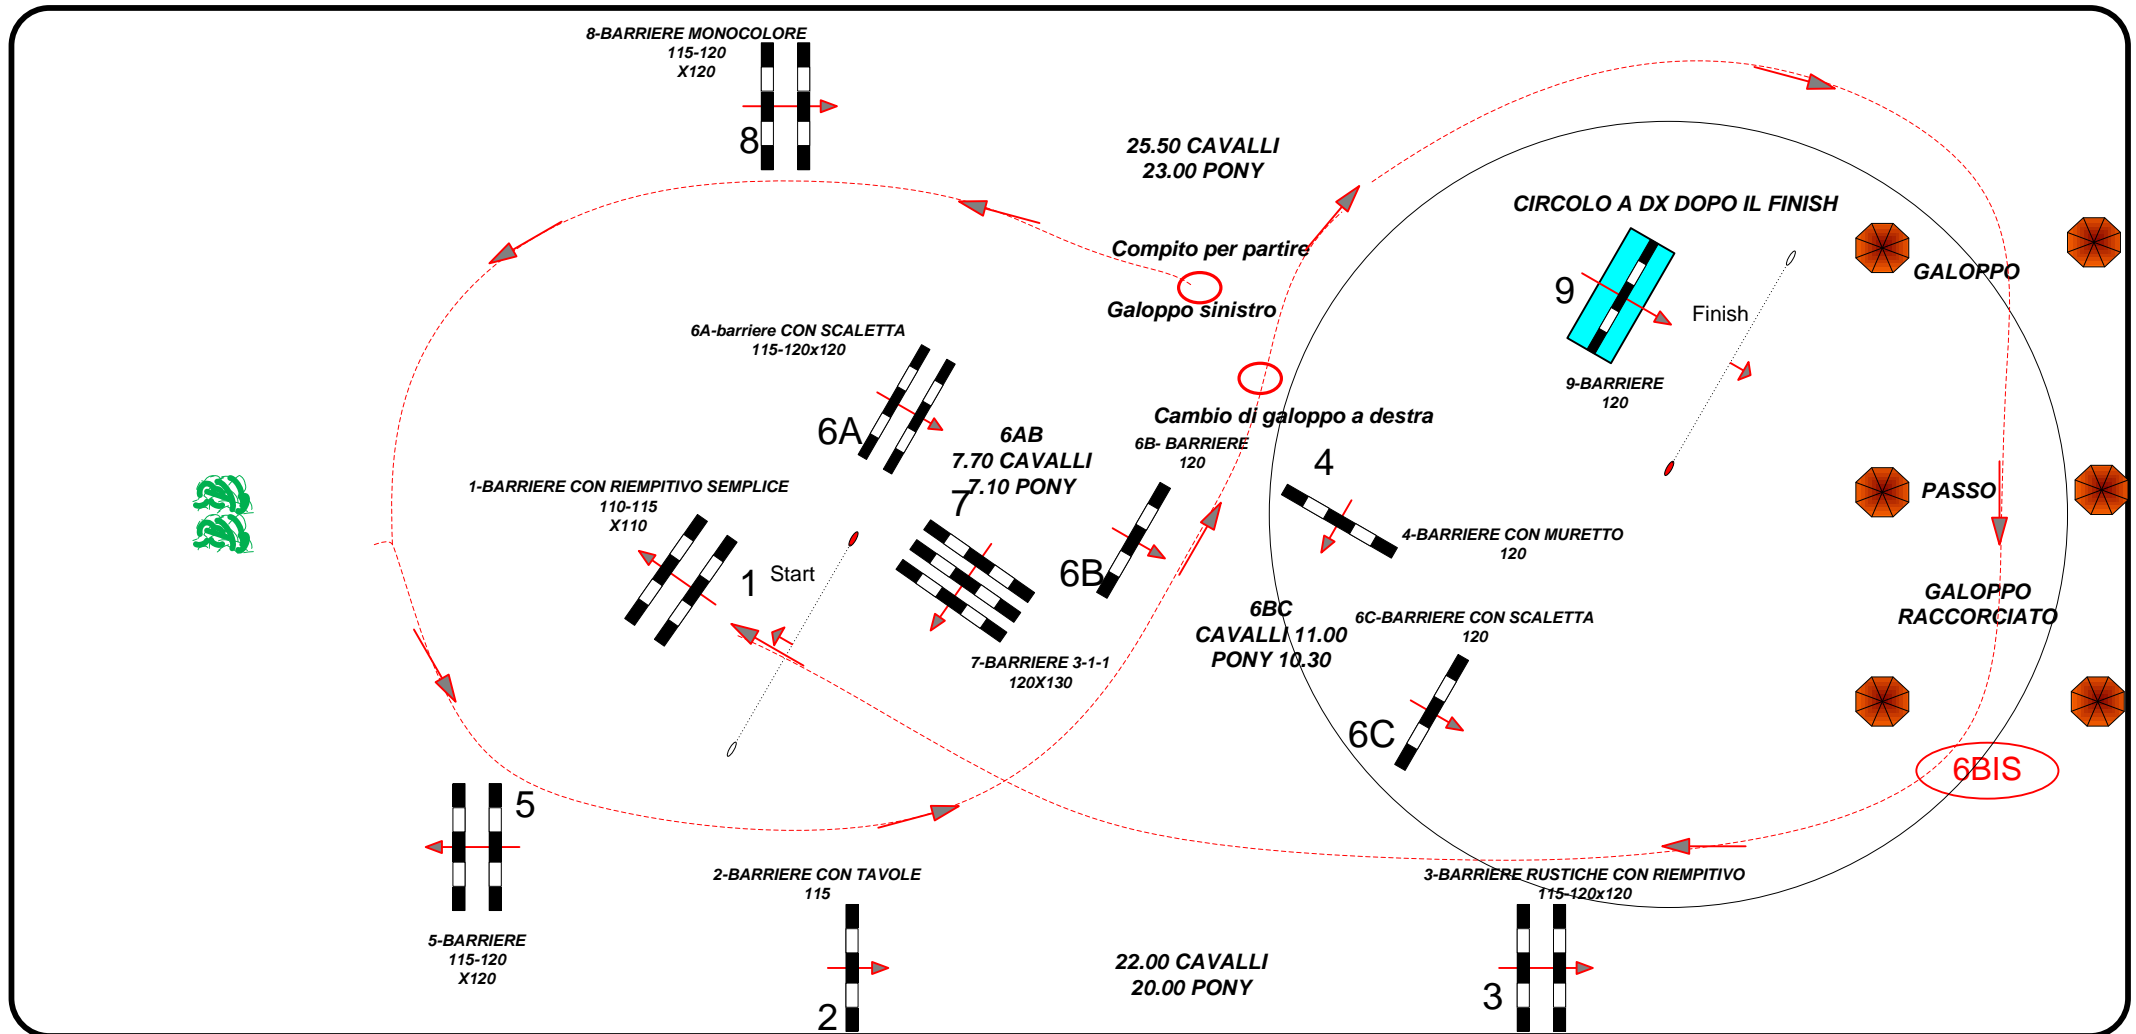 8-BARRIERE MONOCOLORE
115-120
X120
8
25.50 CAVALLI
23.00 PONY
CIRCOLO A DX DOPO IL FINISH
Compito per partire
Galoppo sinistro
GALOPPO
9
Finish
6A-barriere CON SCALETTA
115-120x120
9-BARRIERE
120
Cambio di galoppo a destra
6A
6AB
7.70 CAVALLI
7.10 PONY
6B- BARRIERE
120
4
1-BARRIERE CON RIEMPITIVO SEMPLICE
110-115
X110
7
PASSO
4-BARRIERE CON MURETTO
120
1
Start
6B
GALOPPO
RACCORCIATO
6BC
CAVALLI 11.00
PONY 10.30
6C-BARRIERE CON SCALETTA
120
7-BARRIERE 3-1-1
120X130
6C
6BIS
5
2-BARRIERE CON TAVOLE
115
3-BARRIERE RUSTICHE CON RIEMPITIVO
115-120x120
5-BARRIERE
115-120
X120
22.00 CAVALLI
20.00 PONY
2
3